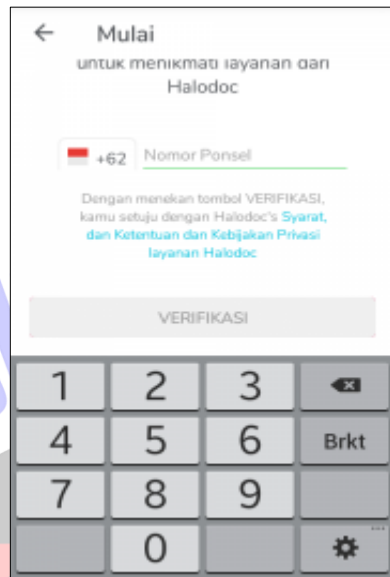 Mulai
untuk menikmati layanan dari
Halodoc
+62 Nomor Ponsel
Dengan menekan tombol VERIFIKASI,
kamu setuju dengan Halodoc's Syarat,
dan Ketentuan dan Kebijakan Privasi
layanan Halodoc
VERIFIKASI
1 2 3
4 5 6 Brkt
7 8 9
0